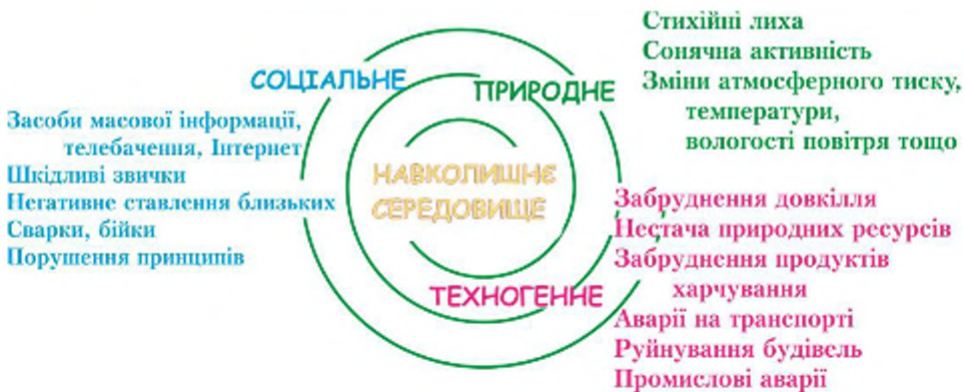 СОЦІАЛЬНЕ
Засоби масової інформації,
телебачення, Інтернет
Шкідливі звички
Негативне ставлення близьких
Сварки, бійки
Порушення принципів
НАВКОЛИШНЄ
СЕРЕДОВИЩЕ
ПРИРОДНЕ
Стихійні лиха
Сонячна активність
Зміни атмосферного тиску,
температури,
вологості повітря тощо
ТЕХНОГЕННЕ
Забруднення довкілля
Нестача природних ресурсів
Забруднення продуктів
харчування
Аварії на транспорті
Руйнування будівель
Промислові аварії